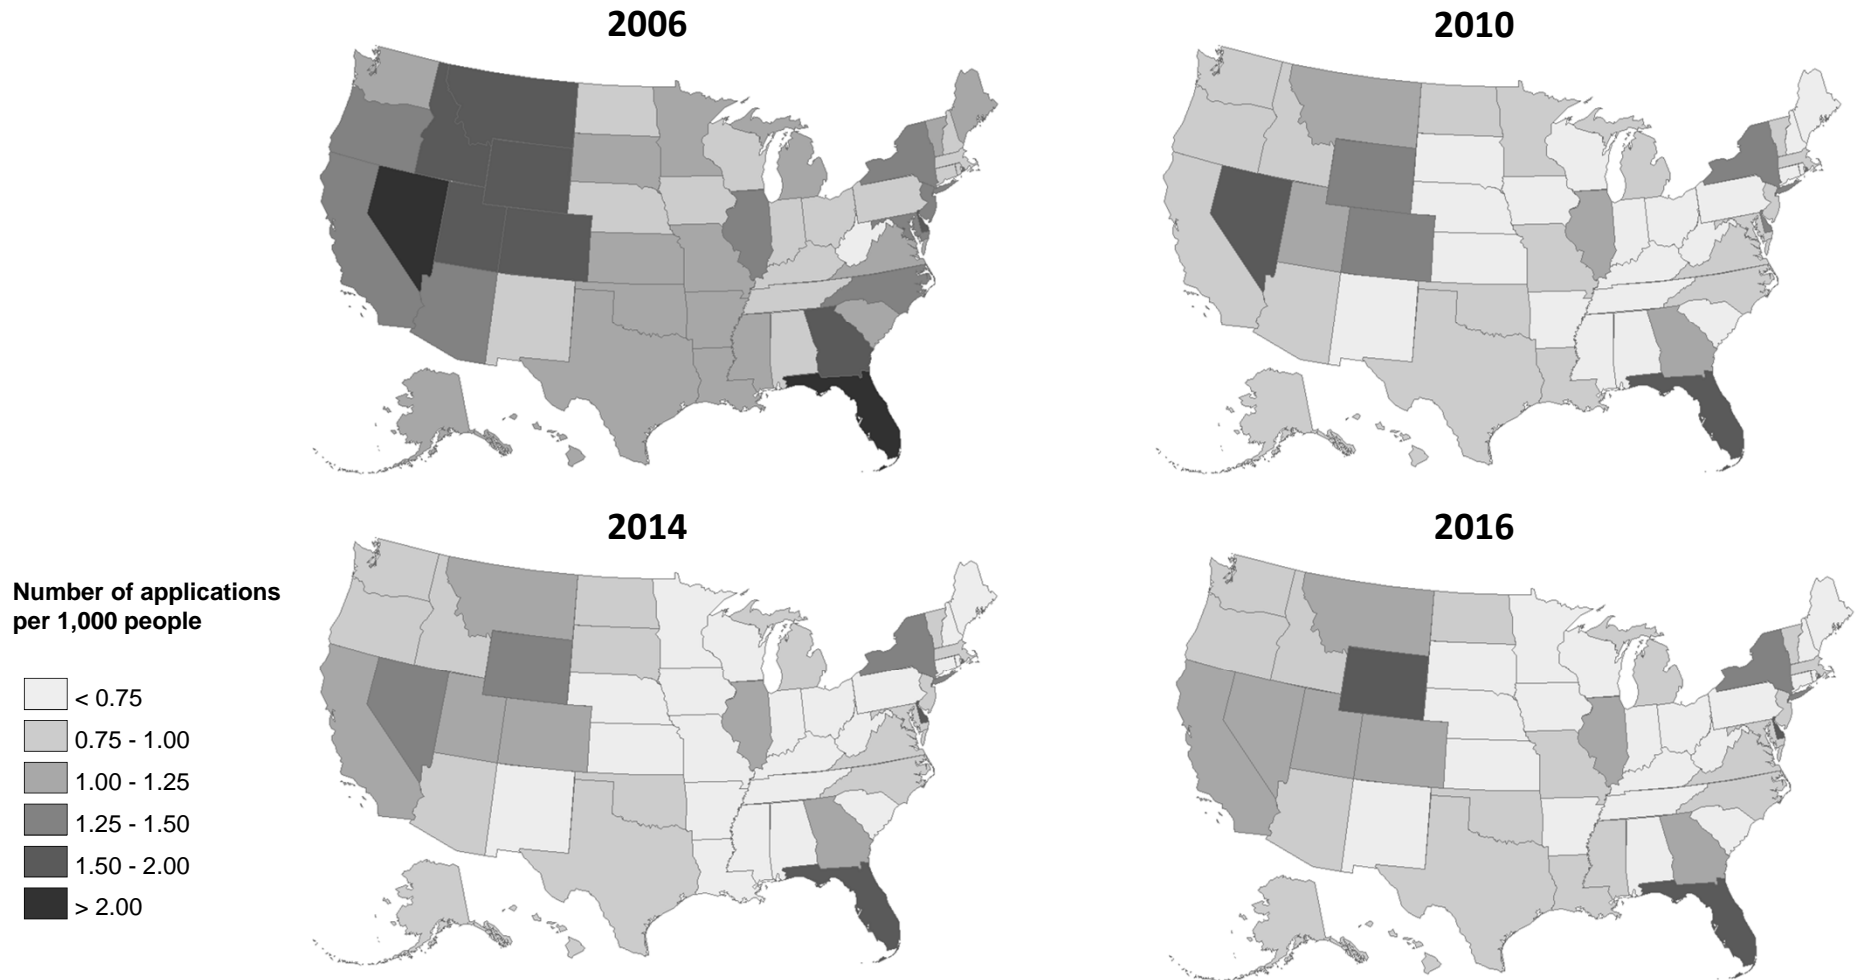 2006
2010
2014
2016
Number of applications
per 1,000 people
< 0.75
0.75 - 1.00
1.00 - 1.25
1.25 - 1.50
1.50 - 2.00
> 2.00